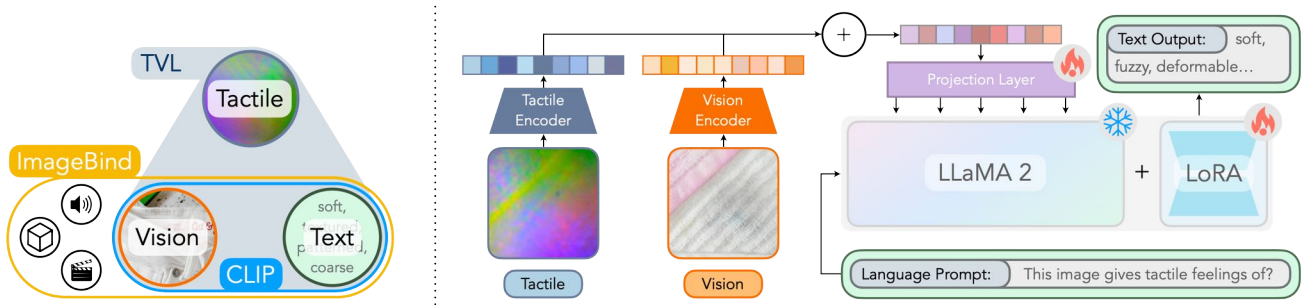 TVL
Tactile
ImageBind
Vision
soft,
Text
coarse
CLIP
Tactile
Encoder
Vision
Encoder
Tactile
Vision
+
Projection Layer
LLaMA 2
+
LoRA
Text Output: soft,
fuzzy, deformable…
Language Prompt: This image gives tactile feelings of?